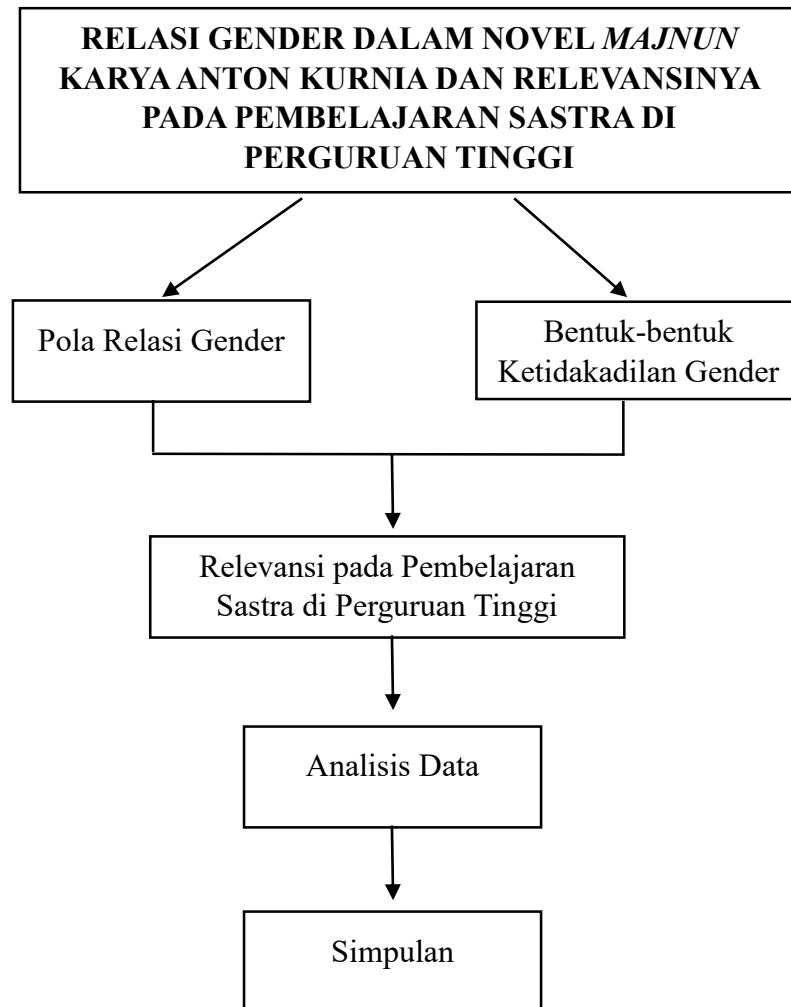 RELASI GENDER DALAM NOVEL MAJNUN
KARYA ANTON KURNIA DAN RELEVANSINYA
PADA PEMBELAJARAN SASTRA DI
PERGURUAN TINGGI
Pola Relasi Gender
Bentuk-bentuk
Ketidakadilan Gender
Relevansi pada Pembelajaran
Sastra di Perguruan Tinggi
Analisis Data
Simpulan